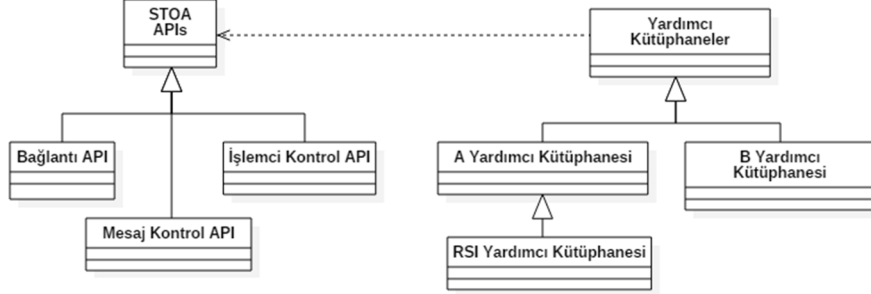 STOA
APIs
Yardımcı
Kütüphaneler
Bağlantı API
İşlemci Kontrol API
A Yardımcı Kütüphanesi
B Yardımcı
Kütüphanesi
Mesaj Kontrol API
RSI Yardımcı Kütüphanesi